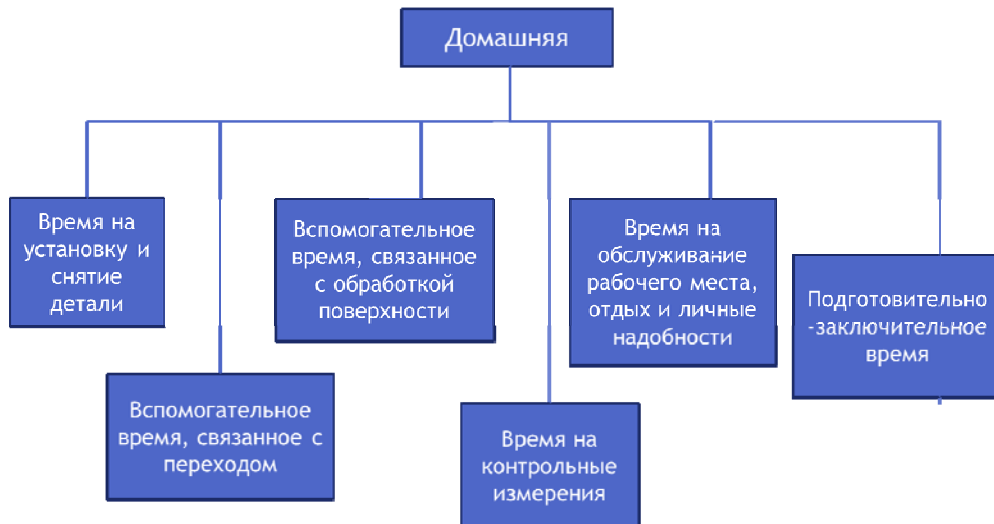 Домашняя
Время на
установку и
снятие
детали
Вспомогательное
время, связанное с
переходом
Вспомогательное
время, связанное
с обработкой
поверхности
Время на
контрольные
измерения
Время на
обслуживание
рабочего места,
отдых и личные
надобности
Подготовительно
-заключительное
время